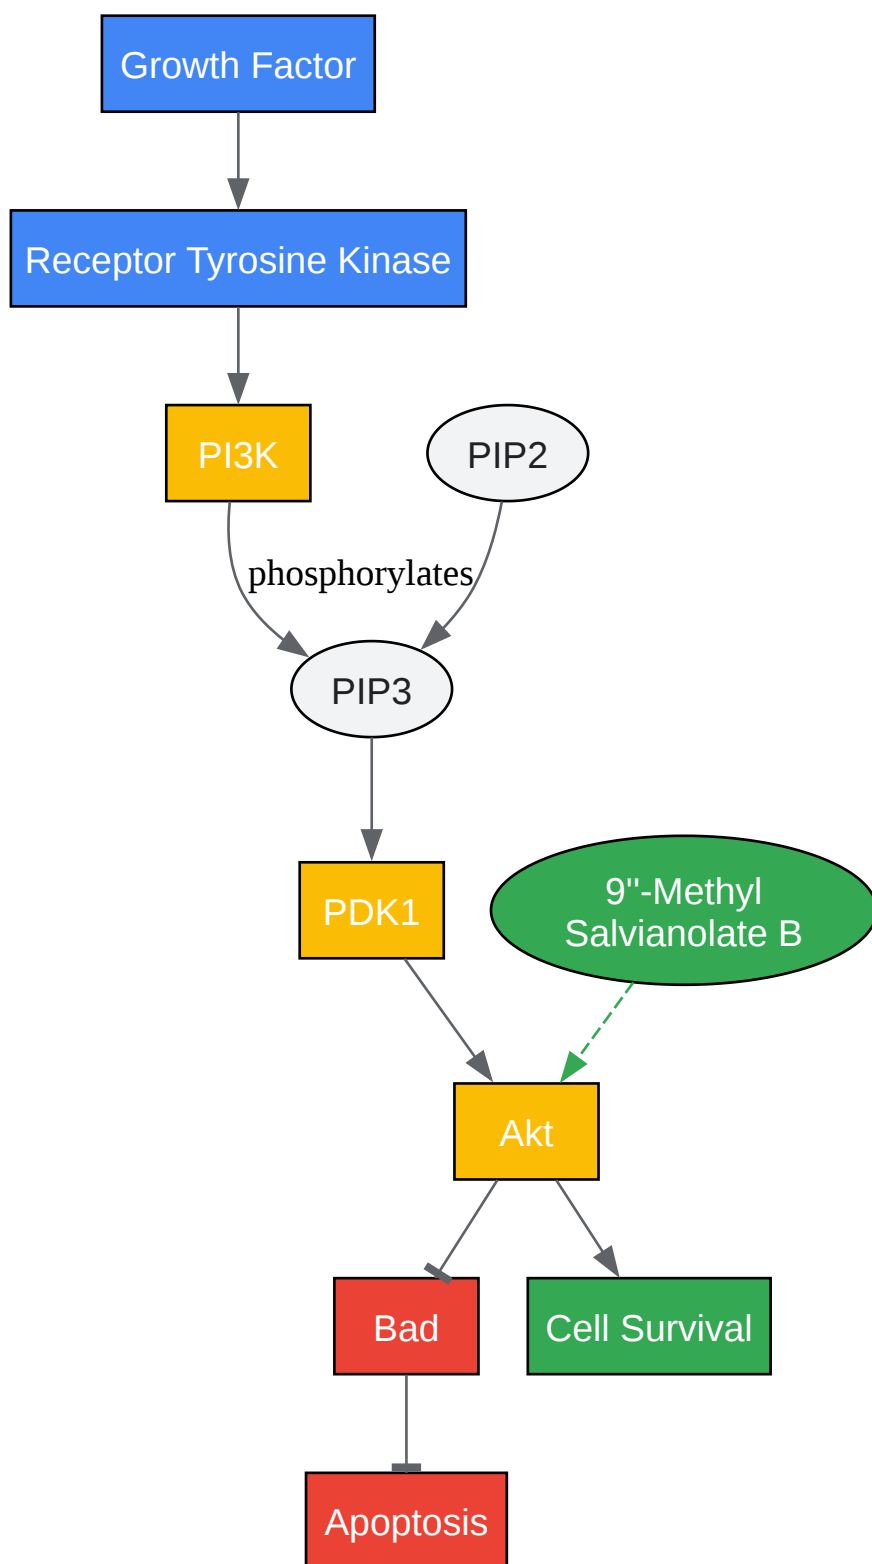 Growth Factor
Receptor Tyrosine Kinase
PI3K
PIP2
phosphorylates
PIP3
PDK1
9''-Methyl
Salvianolate B
Akt
Bad
Cell Survival
Apoptosis